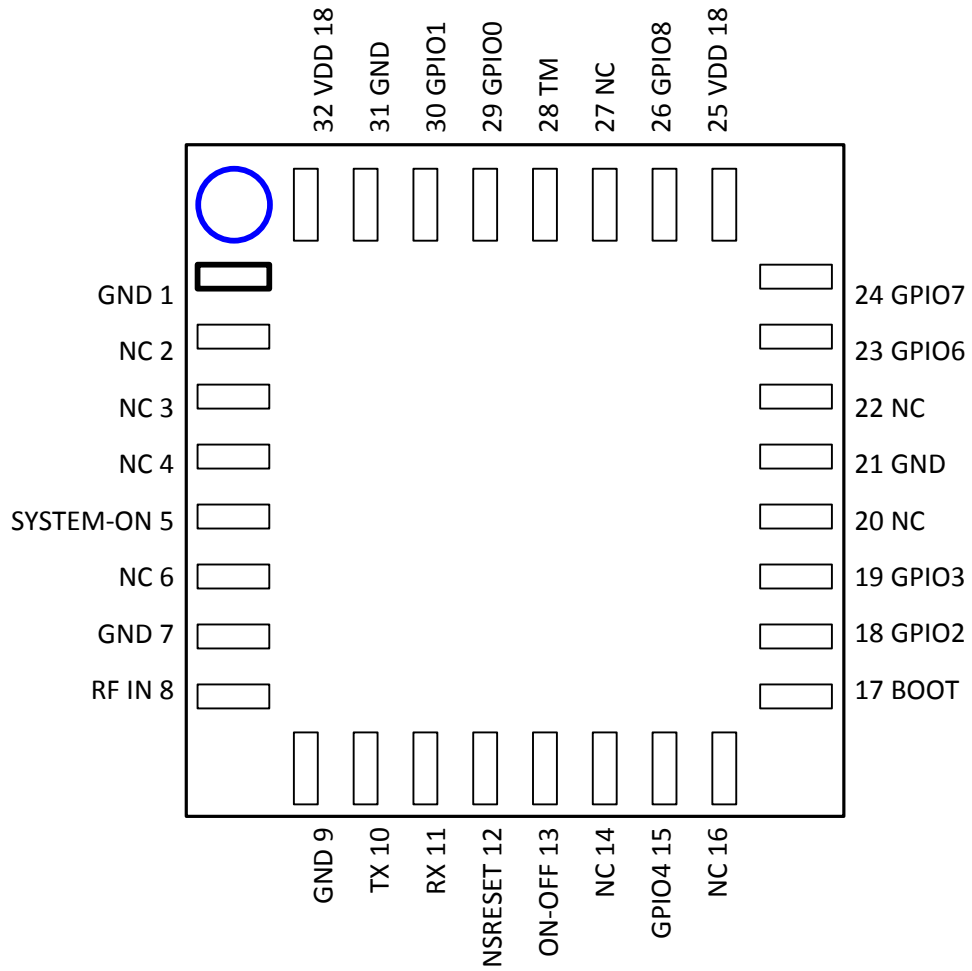 32 VDD 18
31 GND
30 GPIO1
29 GPIO0
28 TM
27 NC
26 GPIO8
25 VDD 18
GND 1
NC 2
NC 3
NC 4
SYSTEM-ON 5
NC 6
GND 7
RF IN 8
24 GPIO7
23 GPIO6
22 NC
21 GND
20 NC
19 GPIO3
18 GPIO2
17 BOOT
GND 9
TX 10
RX 11
NSRESET 12
ON-OFF 13
NC 14
GPIO4 15
NC 16